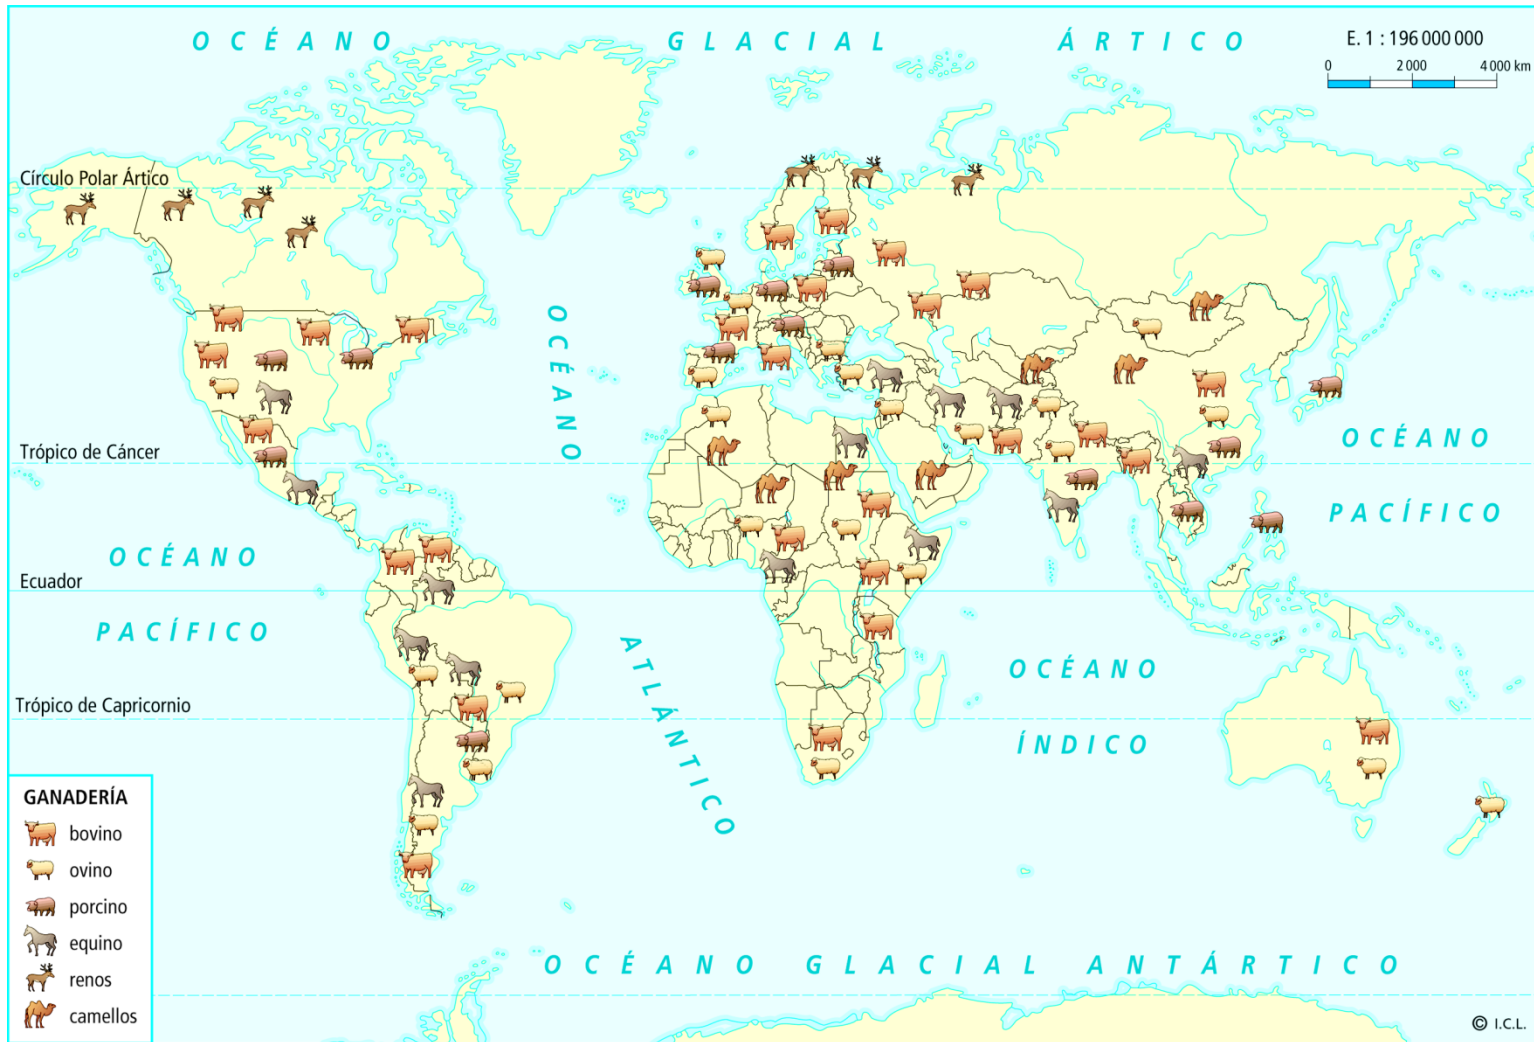 OCÉANO GLACIAL ÁRTICO
E. 1 : 196 000 000
0 2 000 4 000 km
Círculo Polar Ártico
OCÉANO
ATLÁNTICO
Trópico de Cáncer
OCÉANO
PACÍFICO
OCÉANO
PACÍFICO
Ecuador
OCÉANO
ÍNDICO
Trópico de Capricornio
GANADERÍA
bovino
ovino
porcino
equino
renos
camellos
OCÉANO GLACIAL ANTÁRTICO
© I.C.L.